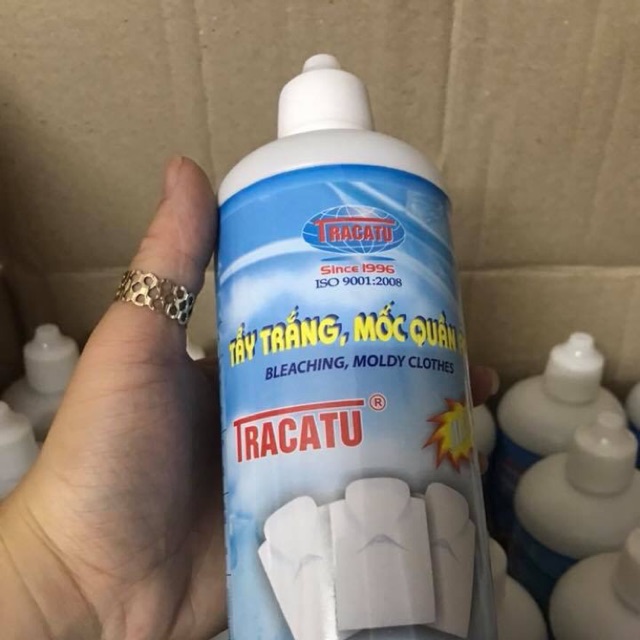 TRACATU
Since 1996
ISO 9001:2008
TẨY TRẮNG, MỐC QUẦN
BLEACHING, MOLDY CLOTHES
TRACATU®